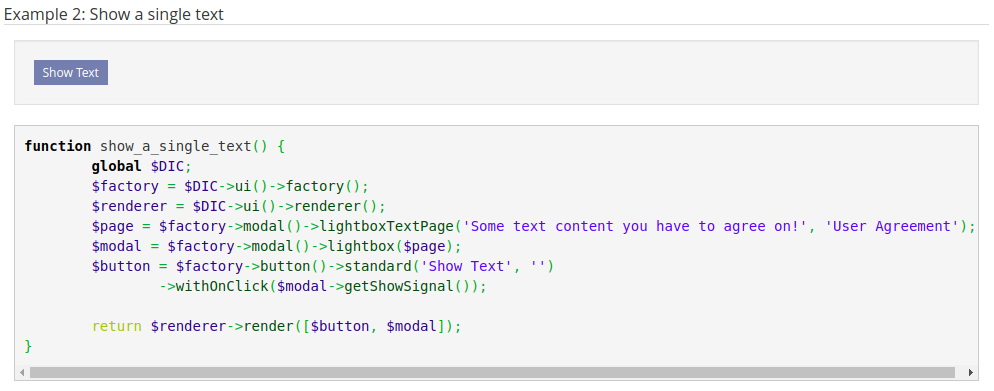 Example 2: Show a single text
Show Text
function show_a_single_text() {
        global $DIC;
        $factory = $DIC->ui()->factory();
        $renderer = $DIC->ui()->renderer();
        $page = $factory->modal()->lightboxTextPage('Some text content you have to agree on!', 'User Agreement');
        $modal = $factory->modal()->lightbox($page);
        $button = $factory->button()->standard('Show Text', '')
                ->withOnClick($modal->getShowSignal());
        return $renderer->render([$button, $modal]);
}